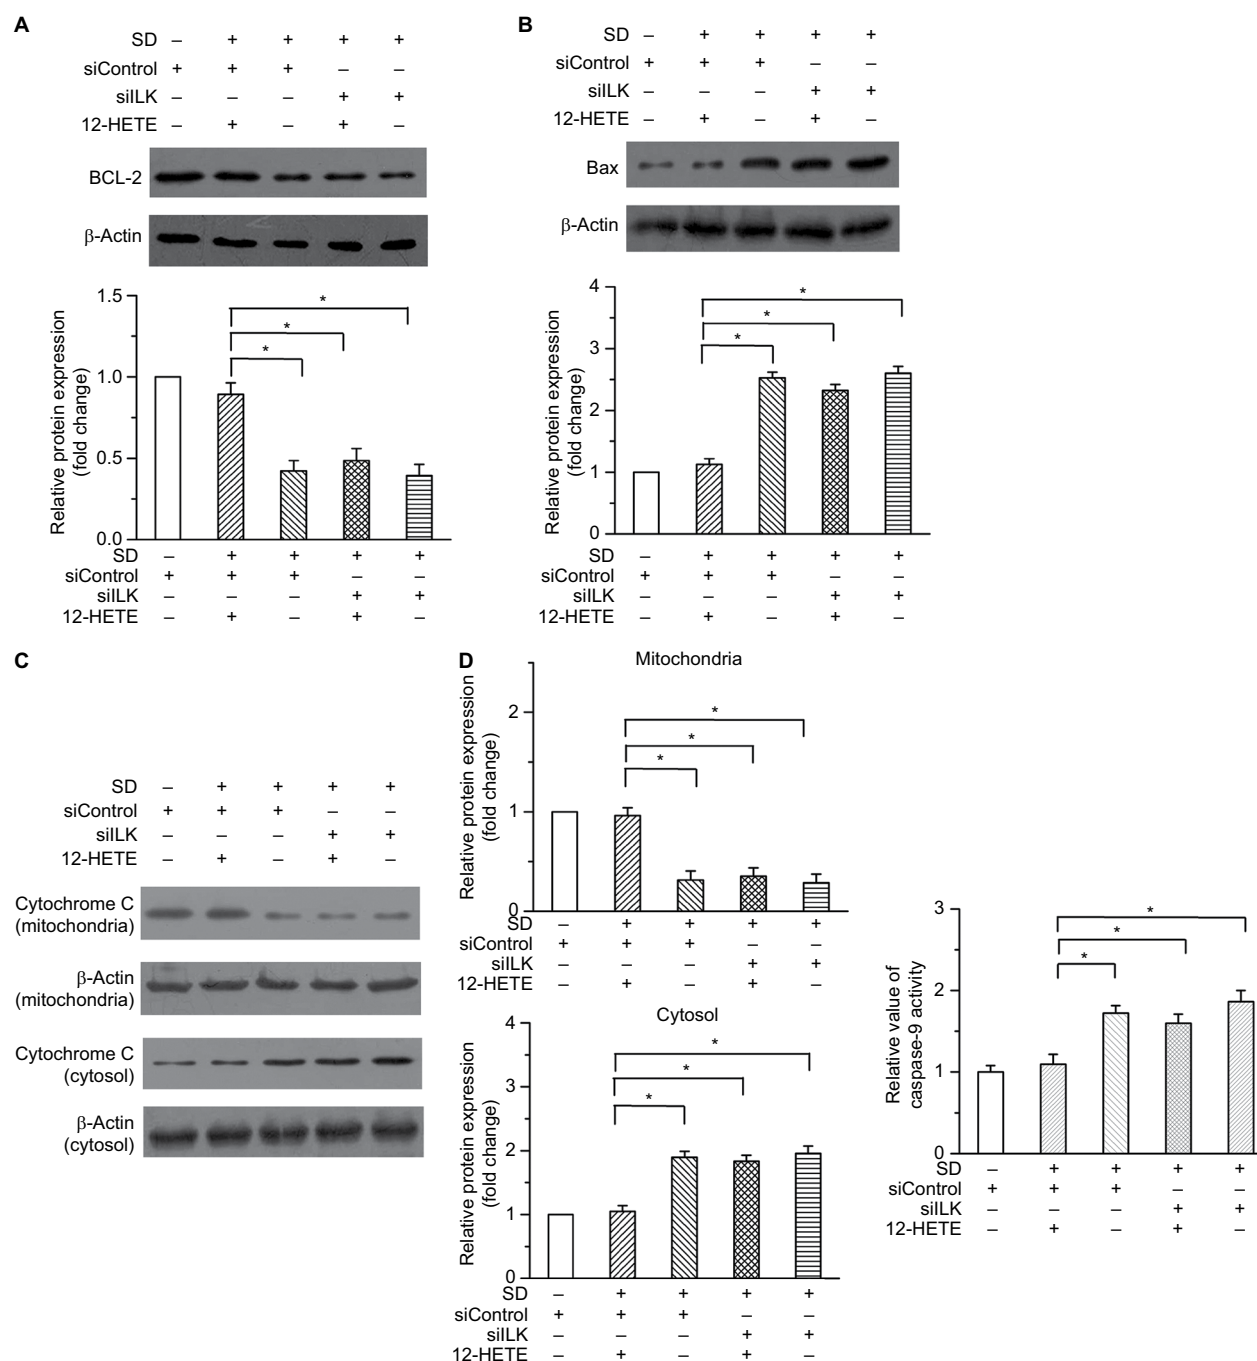 A
SD – + + + +
siControl + + + – –
siILK – – – + +
12-HETE – + – + –
BCL-2
β-Actin
Relative protein expression
(fold change)
1.5
*
*
*
1.0
0.5
0.0
SD – + + + +
siControl + + + – –
siILK – – – + +
12-HETE – + – + –
B
SD – + + + +
siControl + + + – –
siILK – – – + +
12-HETE – + – + –
Bax
β-Actin
Relative protein expression
(fold change)
4
*
*
*
3
2
1
0
SD – + + + +
siControl + + + – –
siILK – – – + +
12-HETE – + – + –
C
SD – + + + +
siControl + + + – –
siILK – – – + +
12-HETE – + – + –
Cytochrome C
(mitochondria)
β-Actin
(mitochondria)
Cytochrome C
(cytosol)
β-Actin
(cytosol)
D
Mitochondria
Relative protein expression
(fold change)
2
*
*
*
1
0
SD – + + + +
siControl + + + – –
siILK – – – + +
12-HETE – + – + –
Cytosol
Relative protein expression
(fold change)
4
*
*
*
3
2
1
0
SD – + + + +
siControl + + + – –
siILK – – – + +
12-HETE – + – + –
Relative value of
caspase-9 activity
3
*
*
*
2
1
0
SD – + + + +
siControl + + + – –
siILK – – – + +
12-HETE – + – + –